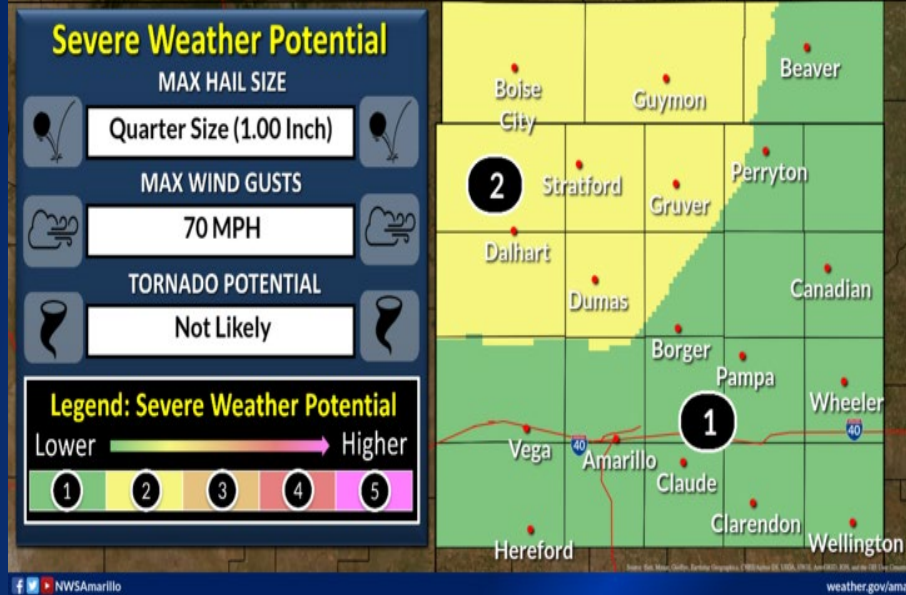 Severe Weather Potential
MAX HAIL SIZE
Quarter Size (1.00 Inch)
MAX WIND GUSTS
70 MPH
TORNADO POTENTIAL
Not Likely
Legend: Severe Weather Potential
Lower Higher
1 2 3 4 5
Boise City
Guymon
Beaver
2
Stratford
Gruver
Perryton
Dalhart
Dumas
Canadian
Borger
Pampa
Wheeler
1
40
Vega
40
Amarillo
Claude
Clarendon
Hereford
Wellington
NWSAmarillo
weather.gov/ama